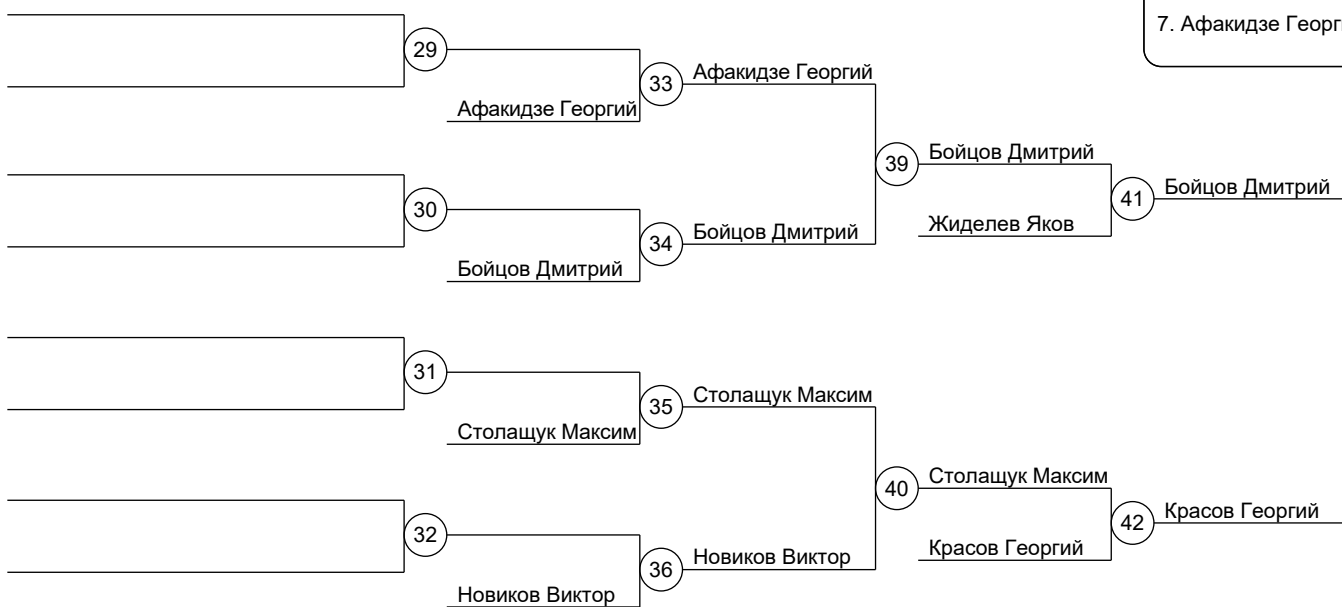 7. Афакидзе
29
33
Афакидзе Георгий
Афакидзе Георгий
39
Бойцов Дмитрий
30
41
Бойцов Дмитрий
34
Бойцов Дмитрий
Жиделев Яков
Бойцов Дмитрий
31
35
Столащук Максим
Столащук Максим
40
Столащук Максим
32
42
Красов Георгий
36
Новиков Виктор
Красов Георгий
Новиков Виктор